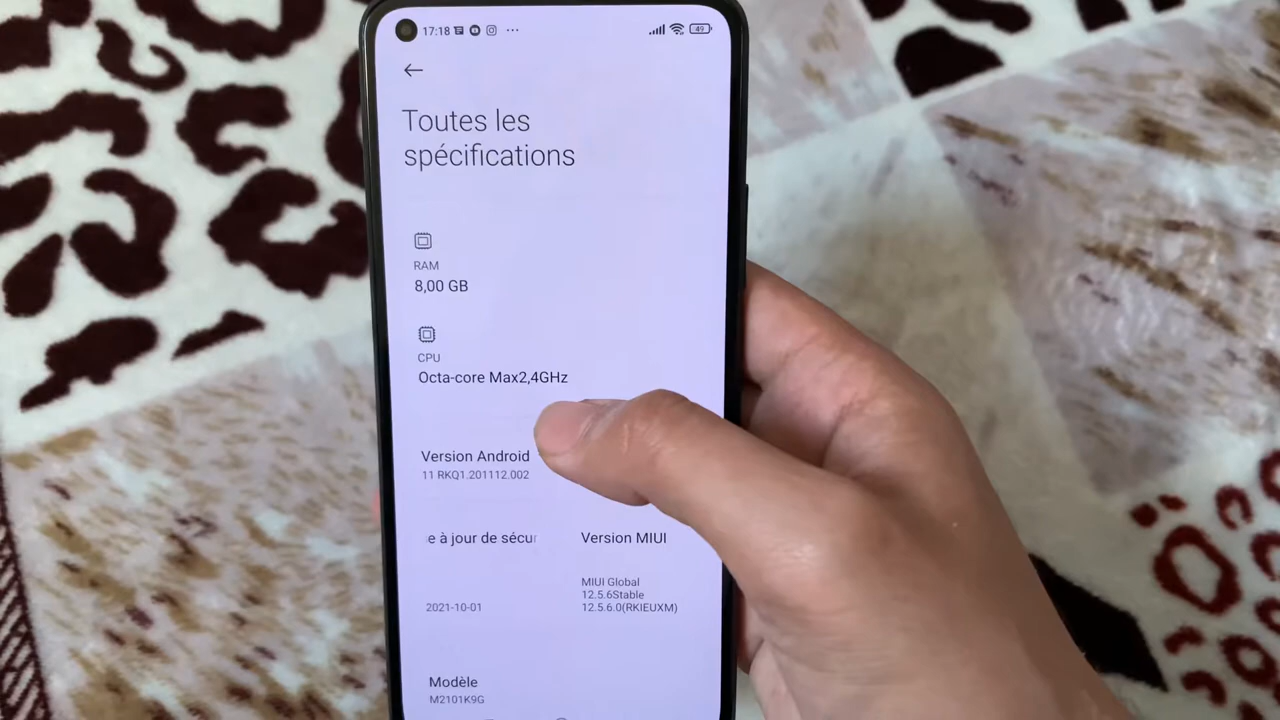 17:18
49
Toutes les
spécifications
RAM
8,00 GB
CPU
Octa-core Max2,4GHz
Version Android
11 RKQ1.201112.002
e à jour de sécur
2021-10-01
Version MIUI
MIUI Global
12.5.6Stable
12.5.6.0(RKIEUXM)
Modèle
M2101K9G